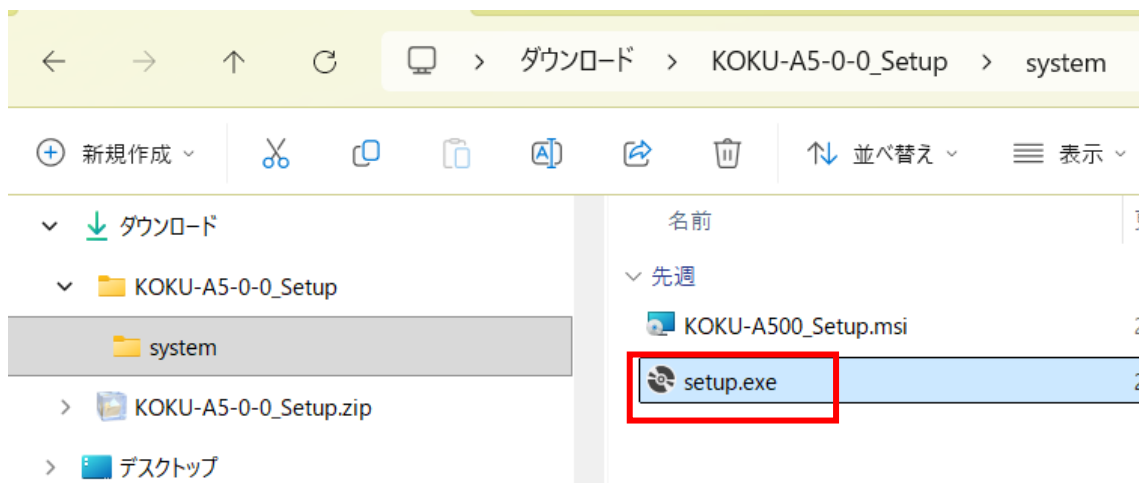 ダウンロード > KOKU-A5-0-0_Setup > system
新規作成 並べ替え 表示
ダウンロード
KOKU-A5-0-0_Setup
system
KOKU-A5-0-0_Setup.zip
デスクトップ
名前
先週
KOKU-A500_Setup.msi
setup.exe